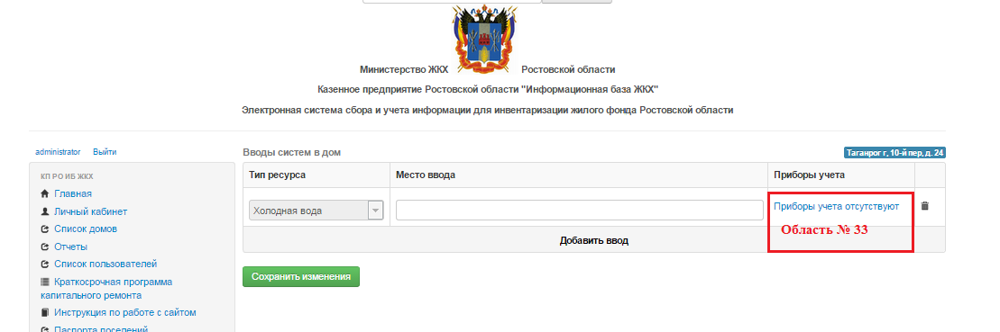 Министерство ЖКХ Ростовской области
Казенное предприятие Ростовской области "Информационная база ЖКХ"
Электронная система сбора и учета информации для инвентаризации жилого фонда Ростовской области
administrator Выйти
Вводы систем в дом
Таганрог г, 10-й пер, д. 24
КП РО ИБ ЖКХ
Главная
Личный кабинет
Список домов
Отчеты
Список пользователей
Краткосрочная программа
капитального ремонта
Инструкция по работе с сайтом
Паспорта поселений
Тип ресурса Место ввода Приборы учета
Холодная вода
Приборы учета отсутствуют
Область № 33
Добавить ввод
Сохранить изменения